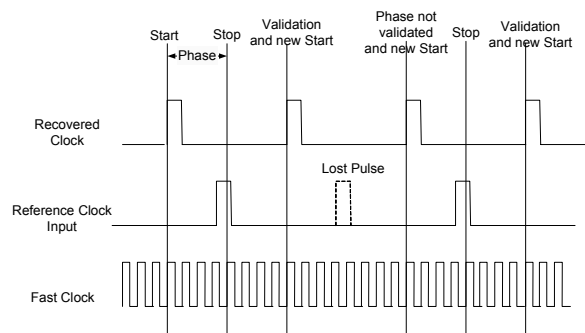 Start
Stop
Validation
and new Start
Phase not
validated
and new Start
Stop
Validation
and new Start
Phase
Recovered
Clock
Lost Pulse
Reference Clock
Input
Fast Clock